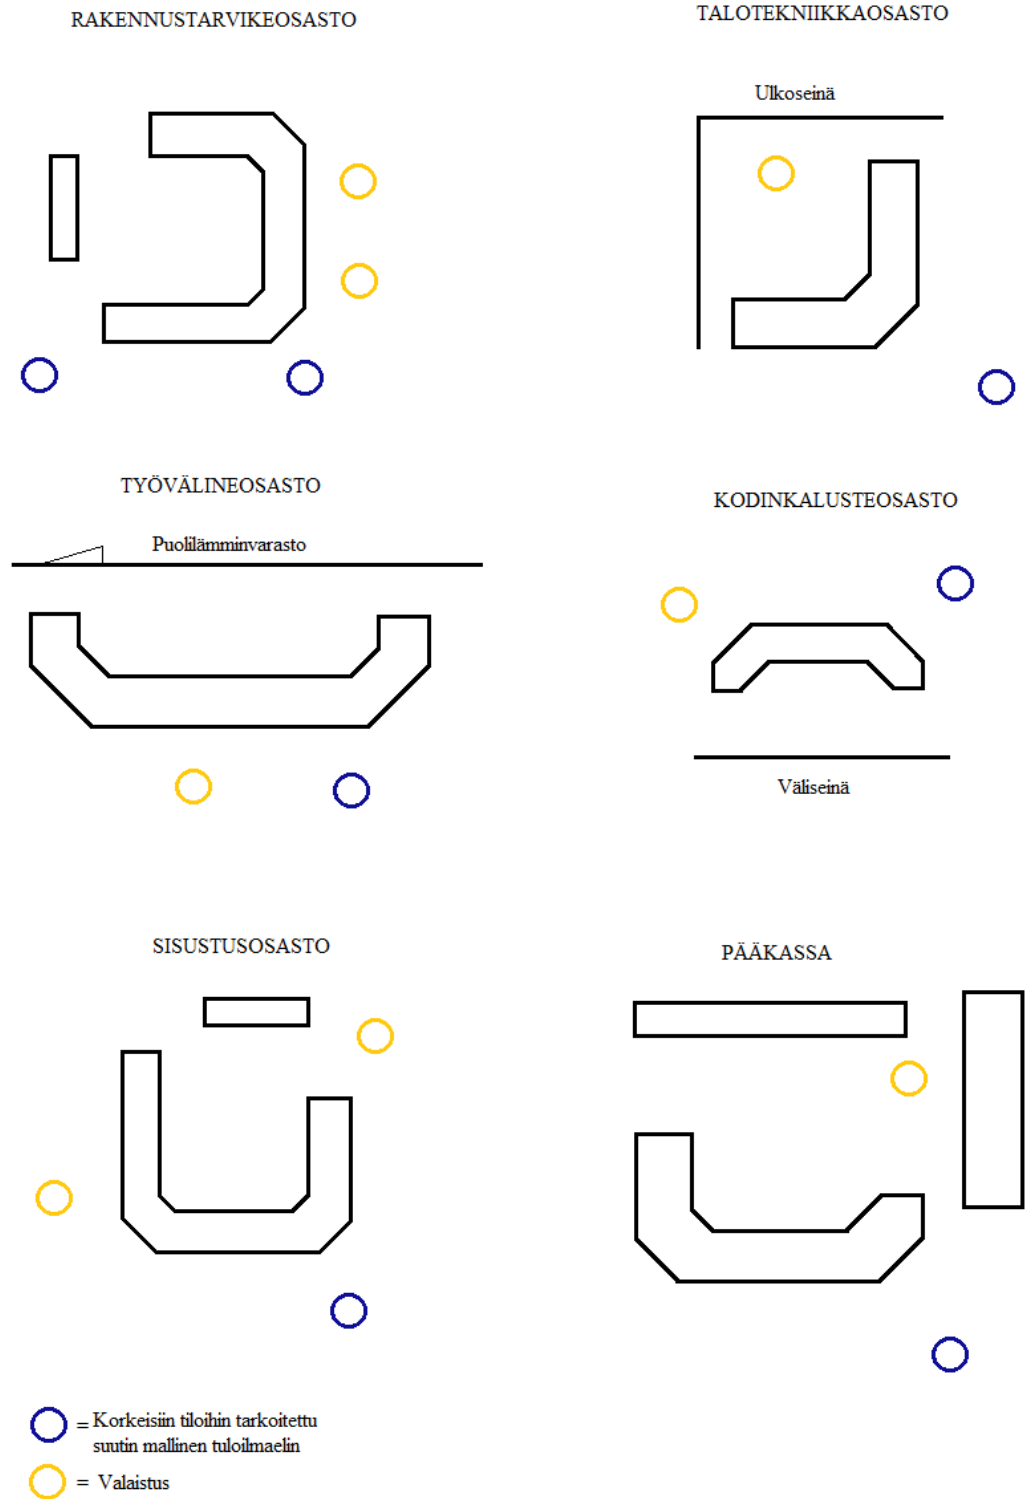 RAKENNUSTARVIKEOSASTO
TALOTEKNIIKKAOSASTO
Ulkoseinä
TYÖVÄLINEOSASTO
Puolilämminvarasto
KODINKALUSTEOSASTO
Väliseinä
SISUSTUSOSASTO
PÄÄKASSA
= Korkeisiin tiloihin tarkoitettu
suutin mallinen tuloilmaelin
= Valaistus